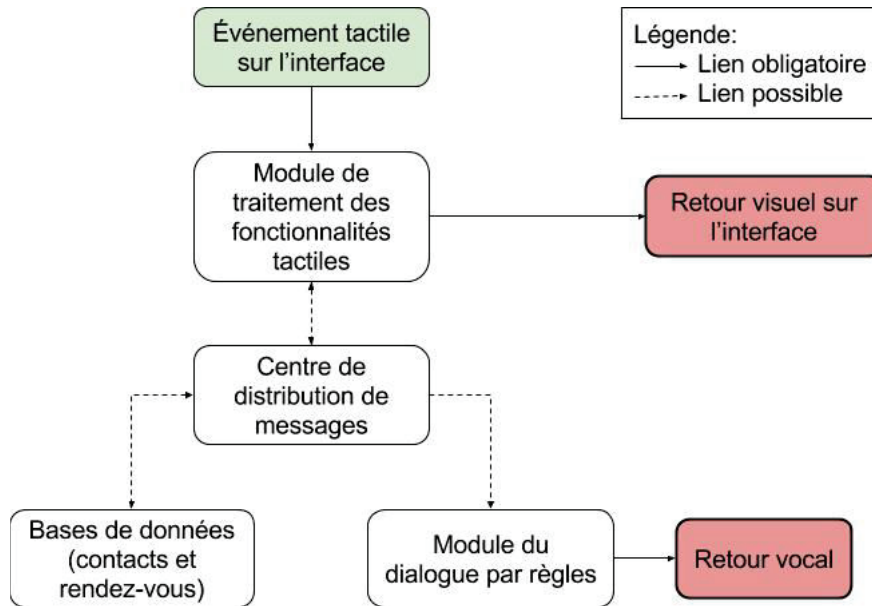 Événement tactile
sur l'interface
Légende:
Lien obligatoire
Lien possible
Module de
traitement des
fonctionnalités
tactiles
Retour visuel sur
l'interface
Centre de
distribution de
messages
Bases de données
(contacts et
rendez-vous)
Module du
dialogue par règles
Retour vocal